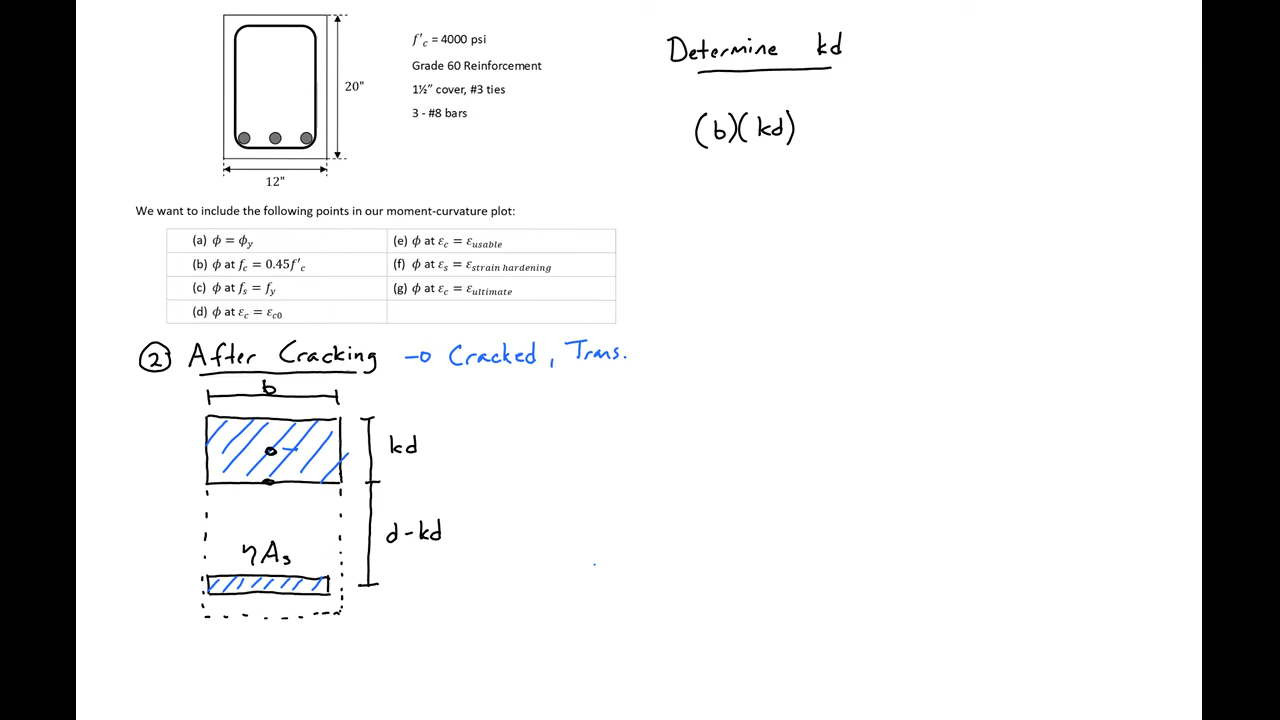 20"
12"
f'c = 4000 psi
Grade 60 Reinforcement
1½" cover, #3 ties
3 - #8 bars
Determine kd
(b)(kd)
We want to include the following points in our moment-curvature plot:
(a) ϕ = ϕy (e) ϕ at εc = εusable
(b) ϕ at fc = 0.45f'c (f) ϕ at εs = εstrain hardening
(c) ϕ at fs = fy (g) ϕ at εc = εultimate
(d) ϕ at εc = εc0
② After Cracking → Cracked, Trans.
b
kd
d - kd
ηAs